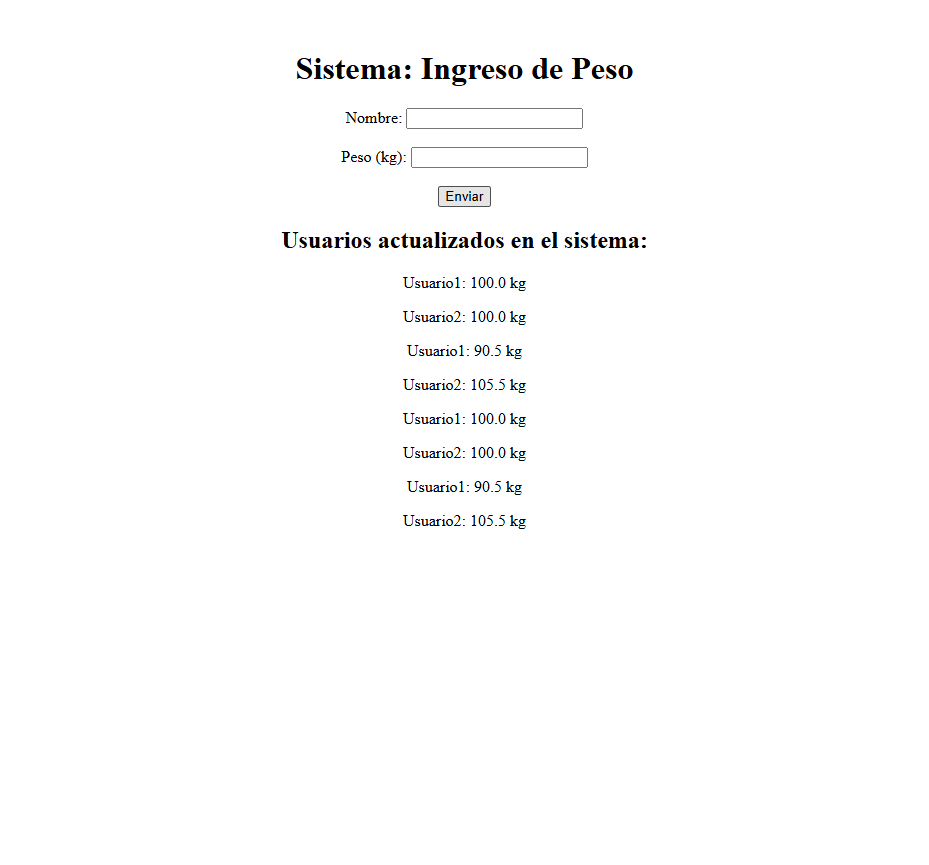 Sistema: Ingreso de Peso
Nombre:
Peso (kg):
Enviar
Usuarios actualizados en el sistema:
Usuario1: 100.0 kg
Usuario2: 100.0 kg
Usuario1: 90.5 kg
Usuario2: 105.5 kg
Usuario1: 100.0 kg
Usuario2: 100.0 kg
Usuario1: 90.5 kg
Usuario2: 105.5 kg